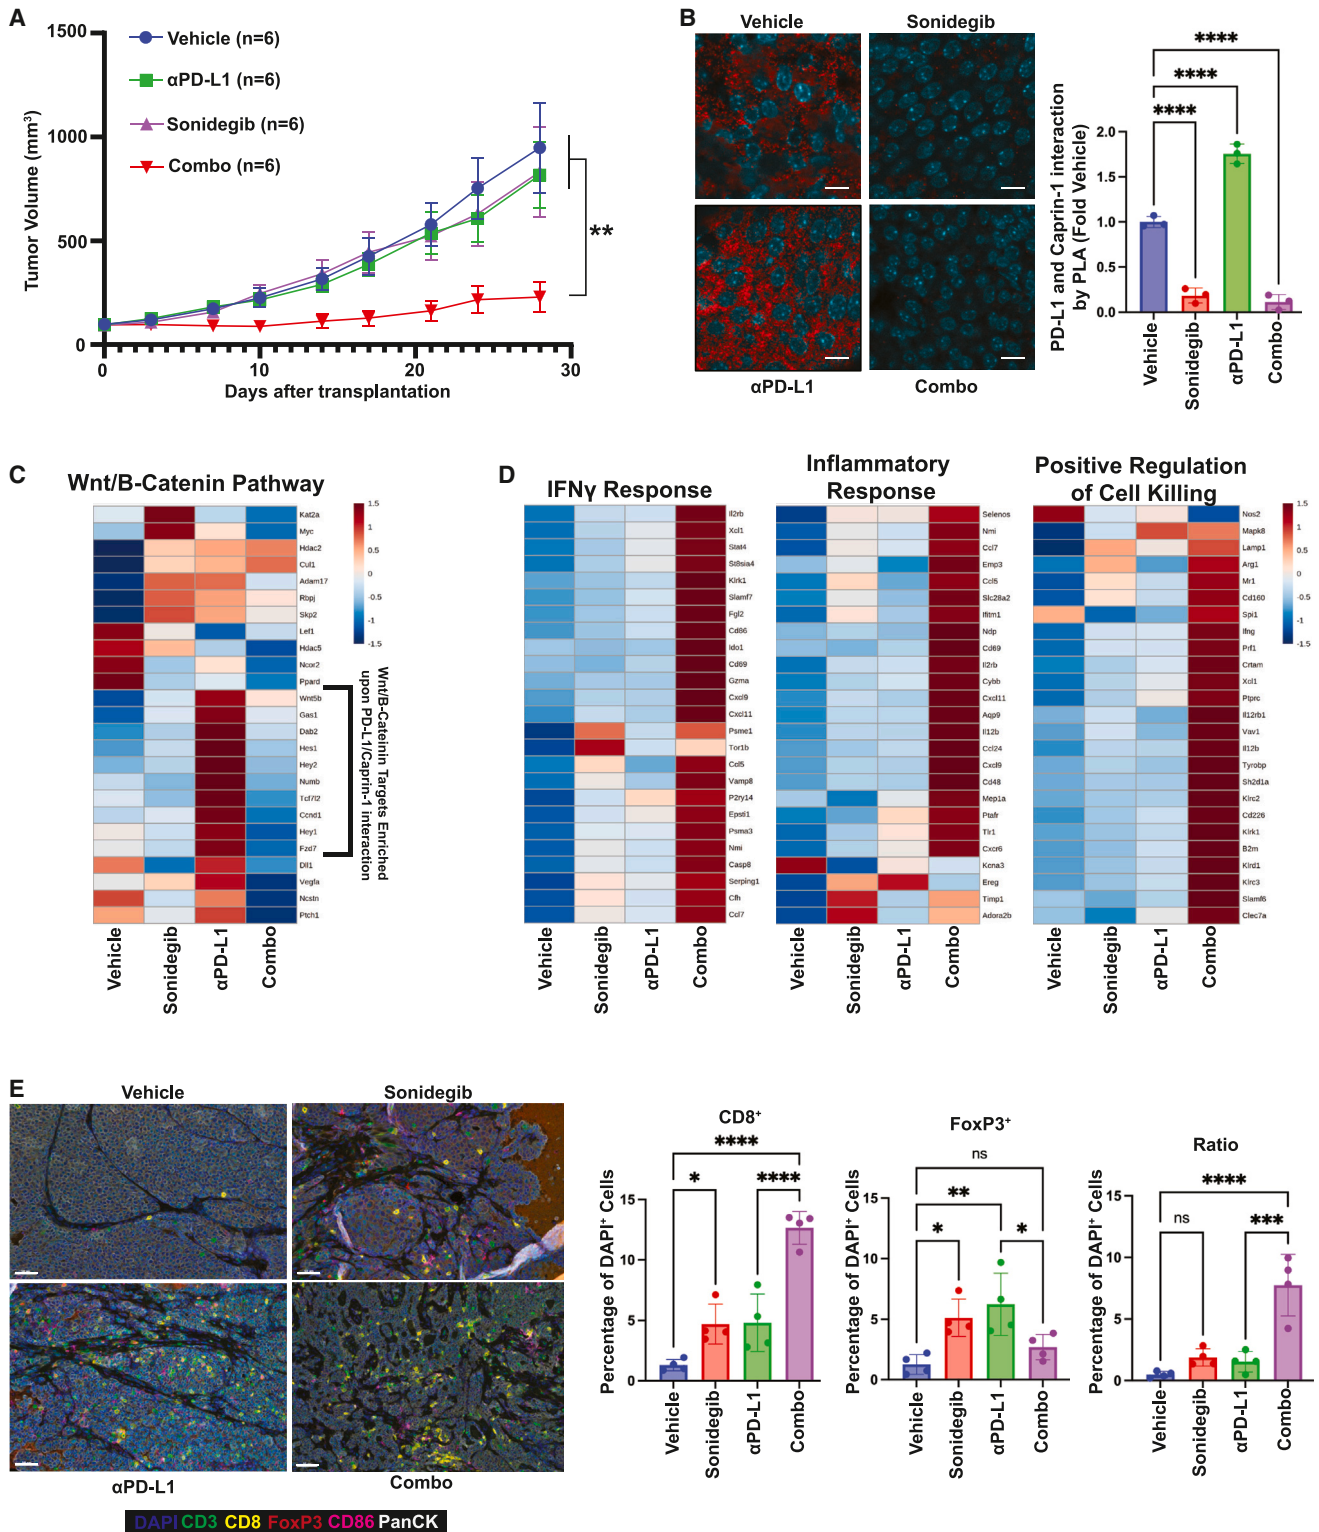 A
1500
1000
500
0
Tumor Volume (mm³)
Vehicle (n=6)
αPD-L1 (n=6)
Sonidegib (n=6)
Combo (n=6)
**
0
10
20
30
Days after transplantation
B
Vehicle
Sonidegib
αPD-L1
Combo
PD-L1 and Caprin-1 interaction
by PLA (Fold Vehicle)
2.0
1.5
1.0
0.5
0.0
****
****
****
Vehicle
Sonidegib
αPD-L1
Combo
C
Wnt/B-Catenin Pathway
Kat2a
Myc
Hdac2
Cul1
Adam17
Rbpj
Skp2
Lef1
Hdac5
Ncor2
Ppard
Wnt5b
Gas1
Dab2
Hes1
Hey2
Numb
Tcf7l2
Ccnd1
Hey1
Fzd7
Dll1
Vegfa
Ncstn
Ptch1
1.5
1
0.5
0
-0.5
-1
-1.5
Wnt/B-Cateinin Targets Enriched
upon PD-L1/Caprin-1 interaction
Vehicle
Sonidegib
αPD-L1
Combo
D
IFNγ Response
Il2rb
Xcl1
Stat4
St8sia4
Klrk1
Slamf7
Fgl2
Cd86
Ido1
Cd69
Gzma
Cxcl9
Cxcl11
Psme1
Tor1b
Ccl5
Vamp8
P2ry14
Epsti1
Psma3
Nmi
Casp8
Serping1
Cfh
Ccl7
Vehicle
Sonidegib
αPD-L1
Combo
Inflammatory
Response
Selenos
Nmi
Ccl7
Emp3
Ccl5
Slc28a2
Ifitm1
Ndp
Cd69
Il2rb
Cybb
Cxcl11
Aqp9
Il12b
Ccl24
Cxcl9
Cd48
Mep1a
Ptafr
Tlr1
Cxcr6
Kcna3
Ereg
Timp1
Adora2b
Vehicle
Sonidegib
αPD-L1
Combo
Positive Regulation
of Cell Killing
Nos2
Mapk8
Lamp1
Arg1
Mr1
Cd160
Spi1
Ifng
Prf1
Crtam
Xcl1
Ptprc
Il12rb1
Vav1
Il12b
Tyrobp
Sh2d1a
Klrc2
Cd226
Klrk1
B2m
Klrd1
Klrc3
Slamf6
Clec7a
1.5
1
0.5
0
-0.5
-1
-1.5
Vehicle
Sonidegib
αPD-L1
Combo
E
Vehicle
Sonidegib
αPD-L1
Combo
DAPI CD3 CD8 FoxP3 CD86 PanCK
CD8⁺
Percentage of DAPI⁺ Cells
15
10
5
0
****
*
****
Vehicle
Sonidegib
αPD-L1
Combo
FoxP3⁺
Percentage of DAPI⁺ Cells
15
10
5
0
ns
**
*
*
Vehicle
Sonidegib
αPD-L1
Combo
Ratio
Percentage of DAPI⁺ Cells
15
10
5
0
****
ns
***
Vehicle
Sonidegib
αPD-L1
Combo